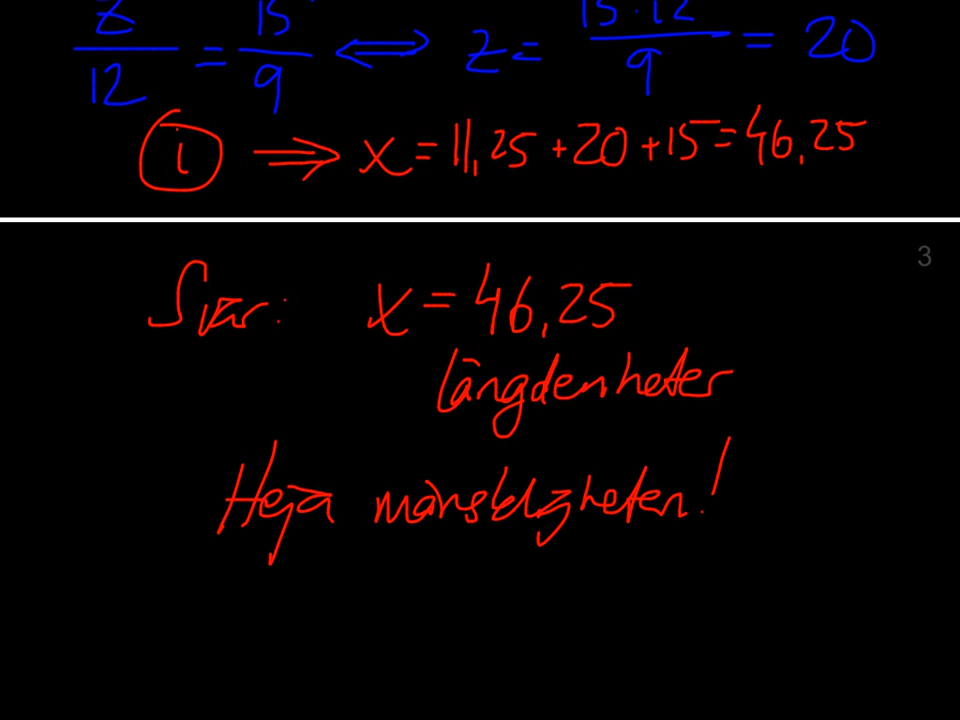 z/12 = 15/9 ⟺ z = 15·12/9 = 20
i ⟹ x = 11,25 + 20 + 15 = 46,25
3
Svar: x = 46,25
längdenheter
Heja mänskligheten!